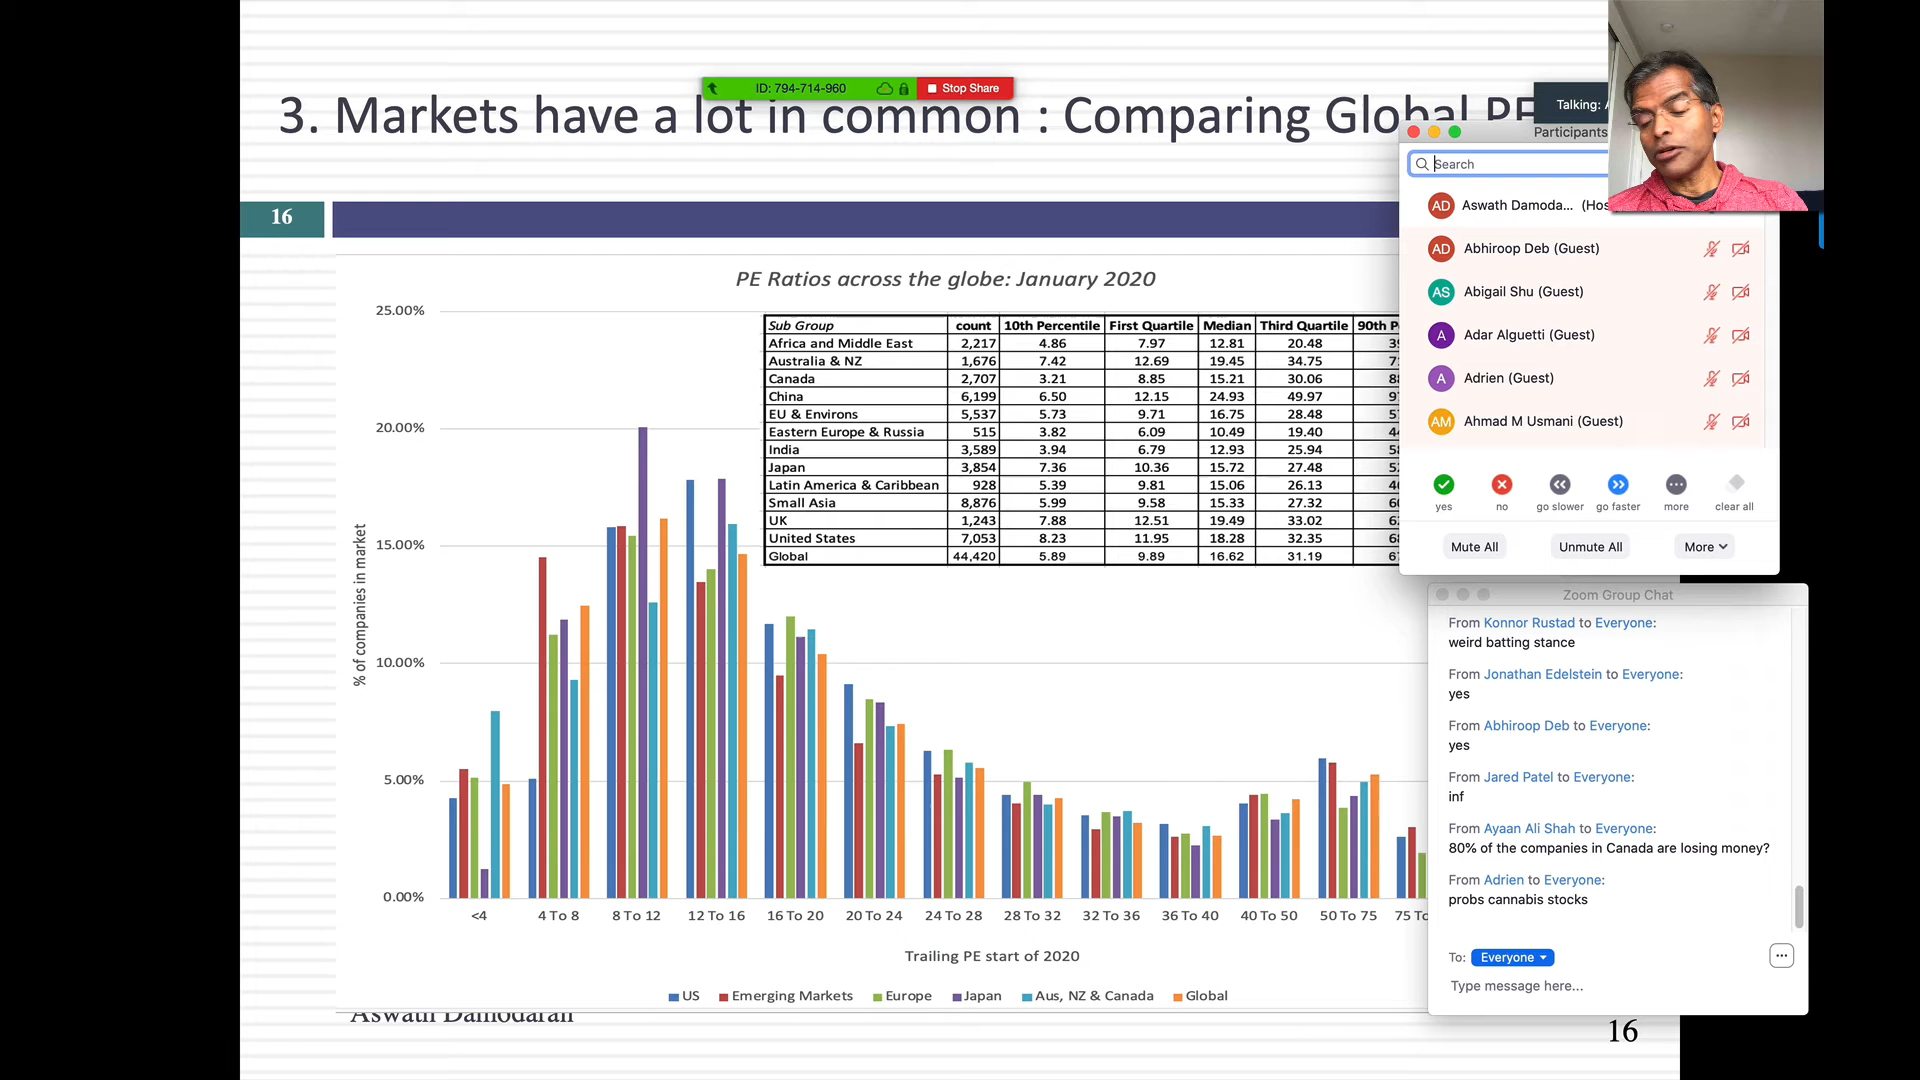 ID: 794-714-960
Stop Share
3. Markets have a lot in common : Comparing Global PE
Talking:
Participants
Search
16
AD Aswath Damoda... (Hos
AD Abhiroop Deb (Guest)
AS Abigail Shu (Guest)
A Adar Alguetti (Guest)
A Adrien (Guest)
AM Ahmad M Usmani (Guest)
yes no go slower go faster more clear all
Mute All Unmute All More
PE Ratios across the globe: January 2020
Sub Group count 10th Percentile First Quartile Median Third Quartile 90th P
Africa and Middle East 2,217 4.86 7.97 12.81 20.48
Australia & NZ 1,676 7.42 12.69 19.45 34.75
Canada 2,707 3.21 8.85 15.21 30.06
China 6,199 6.50 12.15 24.93 49.97
EU & Environs 5,537 5.73 9.71 16.75 28.48
Eastern Europe & Russia 515 3.82 6.09 10.49 19.40
India 3,589 3.94 6.79 12.93 25.94
Japan 3,854 7.36 10.36 15.72 27.48
Latin America & Caribbean 928 5.39 9.81 15.06 26.13
Small Asia 8,876 5.99 9.58 15.33 27.32
UK 1,243 7.88 12.51 19.49 33.02
United States 7,053 8.23 11.95 18.28 32.35
Global 44,420 5.89 9.89 16.62 31.19
25.00%
20.00%
15.00%
10.00%
5.00%
0.00%
% of companies in market
<4 4 To 8 8 To 12 12 To 16 16 To 20 20 To 24 24 To 28 28 To 32 32 To 36 36 To 40 40 To 50 50 To 75 75 To
Trailing PE start of 2020
US Emerging Markets Europe Japan Aus, NZ & Canada Global
Aswath Damodaran
16
Zoom Group Chat
From Konnor Rustad to Everyone:
weird batting stance
From Jonathan Edelstein to Everyone:
yes
From Abhiroop Deb to Everyone:
yes
From Jared Patel to Everyone:
inf
From Ayaan Ali Shah to Everyone:
80% of the companies in Canada are losing money?
From Adrien to Everyone:
probs cannabis stocks
To: Everyone
Type message here...